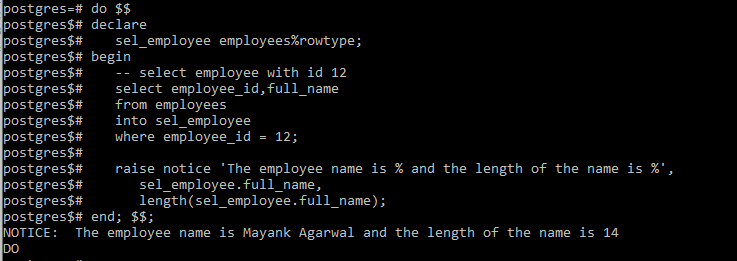 postgres=# do $$
postgres$# declare
postgres$#    sel_employee employees%rowtype;
postgres$# begin
postgres$#    -- select employee with id 12
postgres$#    select employee_id,full_name
postgres$#    from employees
postgres$#    into sel_employee
postgres$#    where employee_id = 12;
postgres$#
postgres$#    raise notice 'The employee name is % and the length of the name is %',
postgres$#       sel_employee.full_name,
postgres$#       length(sel_employee.full_name);
postgres$# end; $$;
NOTICE:  The employee name is Mayank Agarwal and the length of the name is 14
DO